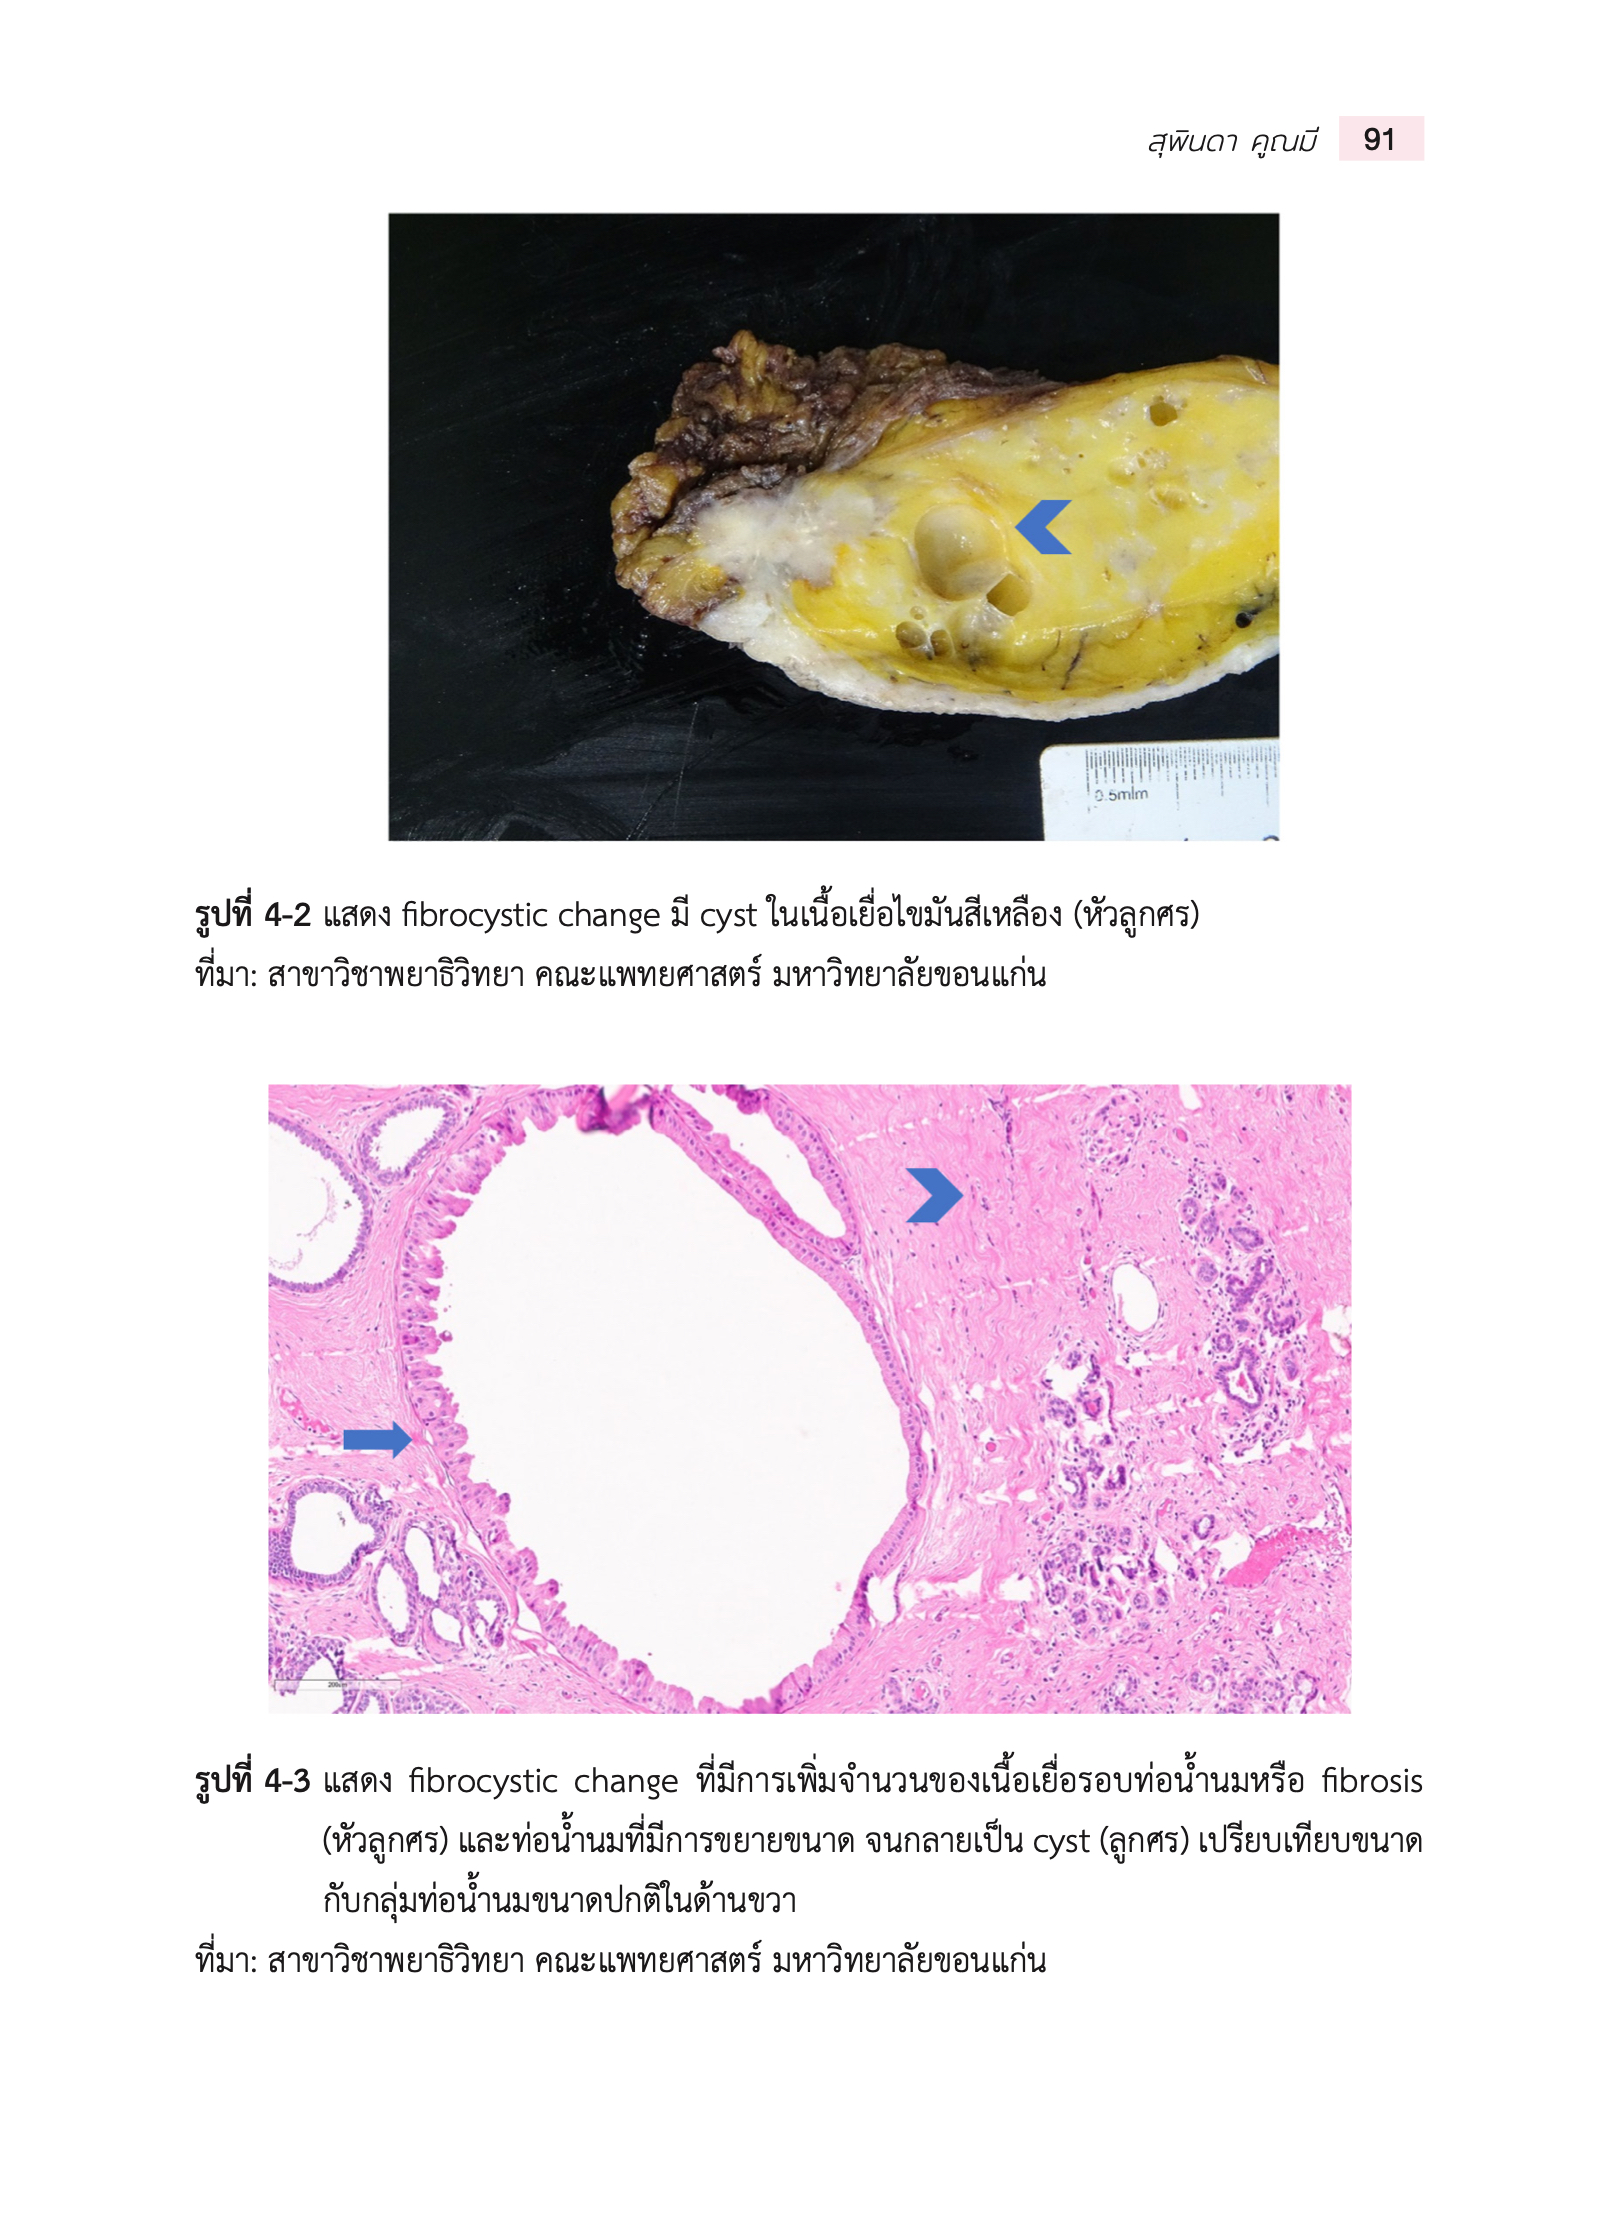 สุพินดา คูณมี 91
0.5mm
รูปที่ 4-2 แสดง fibrocystic change มี cyst ในเนื้อเยื่อไขมันสีเหลือง (หัวลูกศร)
ที่มา: สาขาวิชาพยาธิวิทยา คณะแพทยศาสตร์ มหาวิทยาลัยขอนแก่น
รูปที่ 4-3 แสดง fibrocystic change ที่มีการเพิ่มจำนวนของเนื้อเยื่อรอบท่อน้ำนมหรือ fibrosis
(หัวลูกศร) และท่อน้ำนมที่มีการขยายขนาด จนกลายเป็น cyst (ลูกศร) เปรียบเทียบขนาด
กับกลุ่มท่อน้ำนมขนาดปกติในด้านขวา
ที่มา: สาขาวิชาพยาธิวิทยา คณะแพทยศาสตร์ มหาวิทยาลัยขอนแก่น